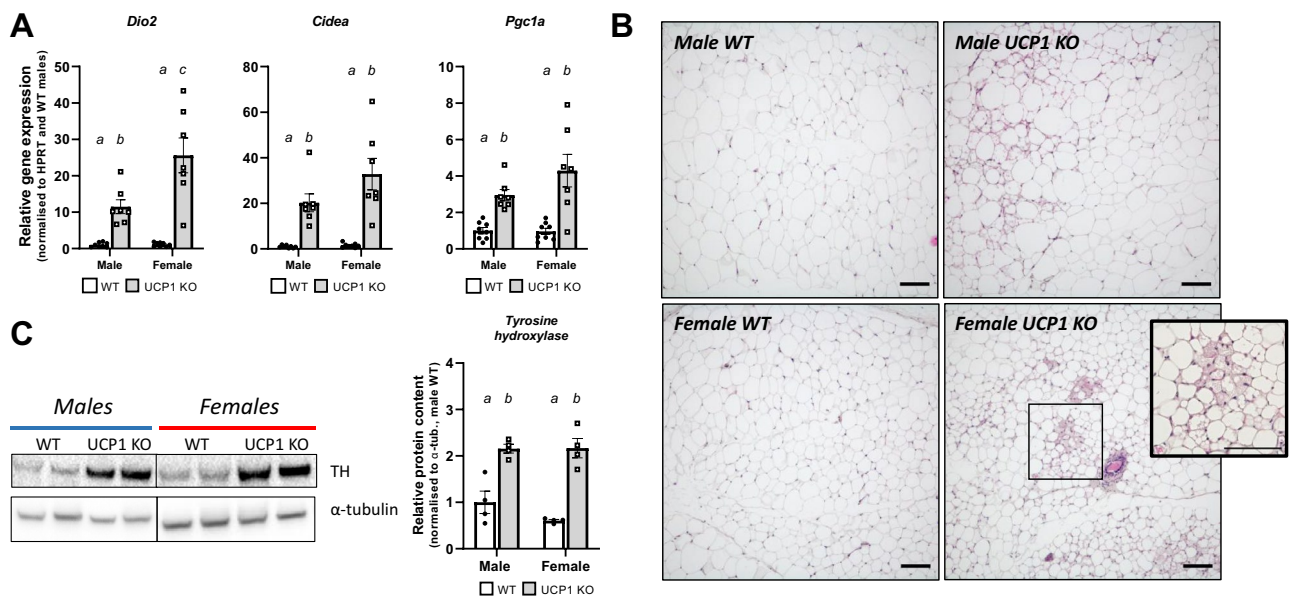 A
Dio2
Cidea
Pgc1a
Relative gene expression
(normalised to HPRT and WT males)
50
40
30
20
10
0
a b
a c
Male Female
WT UCP1 KO
80
60
40
20
0
a b
a b
Male Female
WT UCP1 KO
8
6
4
2
0
a b
a b
Male Female
WT UCP1 KO
B
Male WT
Male UCP1 KO
Female WT
Female UCP1 KO
C
Males Females
WT UCP1 KO WT UCP1 KO
TH
α-tubulin
Tyrosine
hydroxylase
Relative protein content
(normalised to α-tub., male WT)
4
3
2
1
0
a b a b
Male Female
WT UCP1 KO